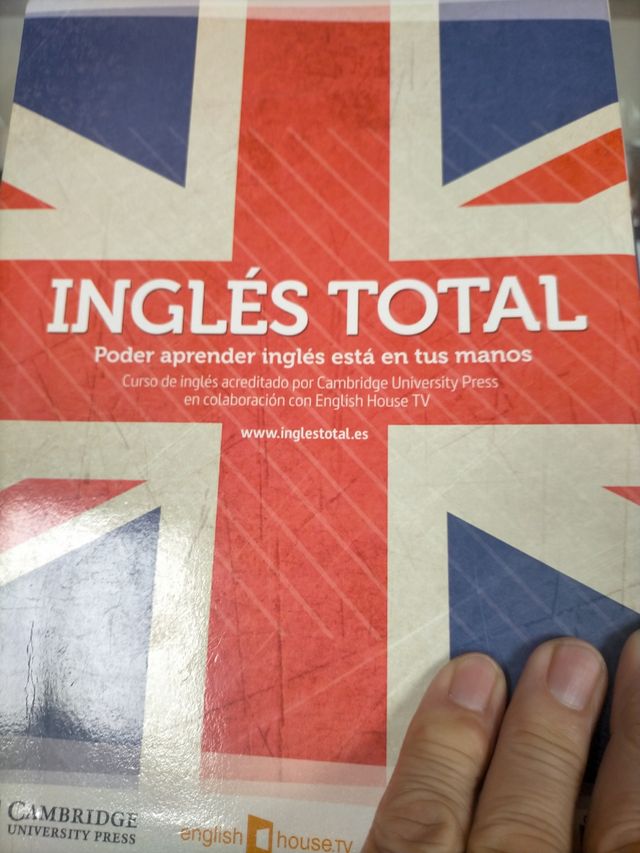 INGLÉS TOTAL
Poder aprender inglés está en tus manos
Curso de inglés acreditado por Cambridge University Press
en colaboración con English House TV
www.inglestotal.es
CAMBRIDGE
UNIVERSITY PRESS
english house.TV